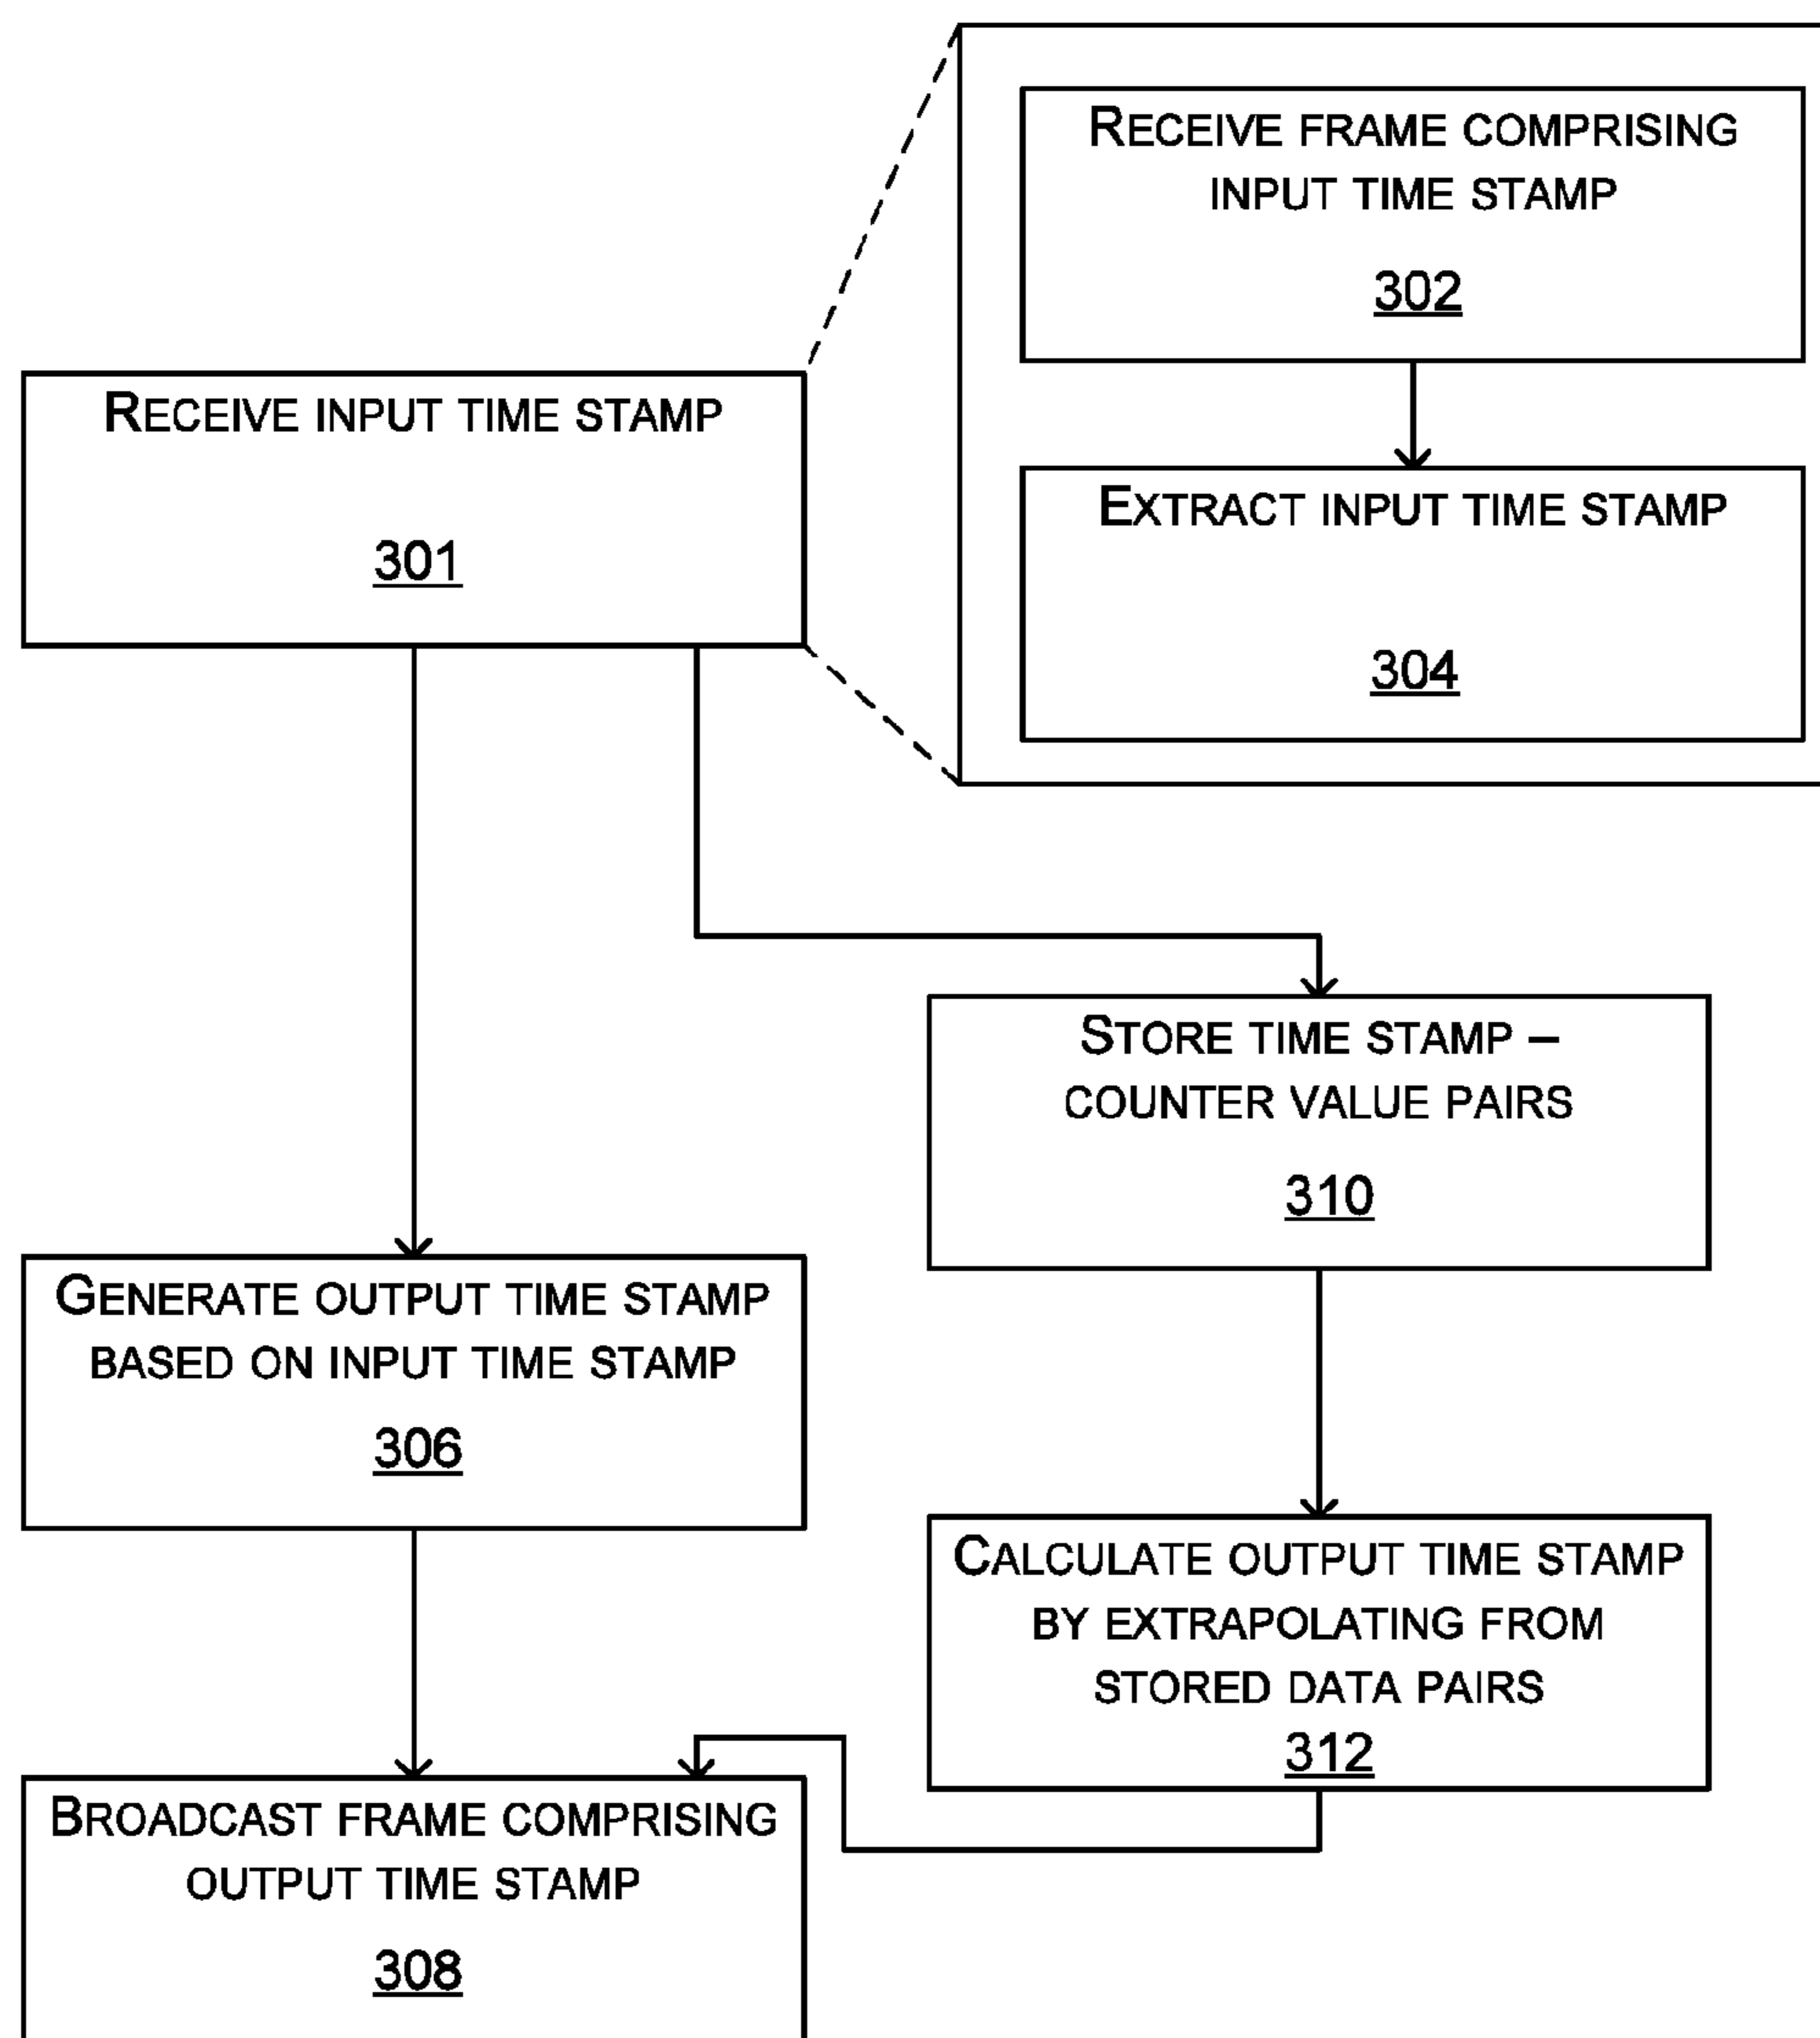 RECEIVE FRAME COMPRISING
INPUT TIME STAMP
302
RECEIVE INPUT TIME STAMP
301
EXTRACT INPUT TIME STAMP
304
STORE TIME STAMP –
COUNTER VALUE PAIRS
310
GENERATE OUTPUT TIME STAMP
BASED ON INPUT TIME STAMP
306
CALCULATE OUTPUT TIME STAMP
BY EXTRAPOLATING FROM
STORED DATA PAIRS
312
BROADCAST FRAME COMPRISING
OUTPUT TIME STAMP
308